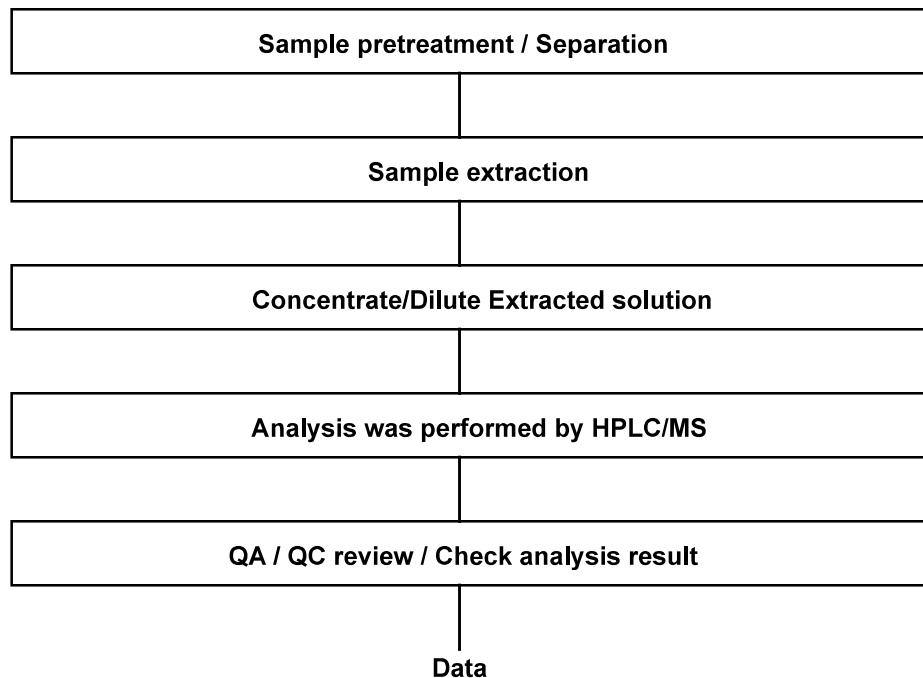 Sample pretreatment / Separation
Sample extraction
Concentrate/Dilute Extracted solution
Analysis was performed by HPLC/MS
QA / QC review / Check analysis result
Data